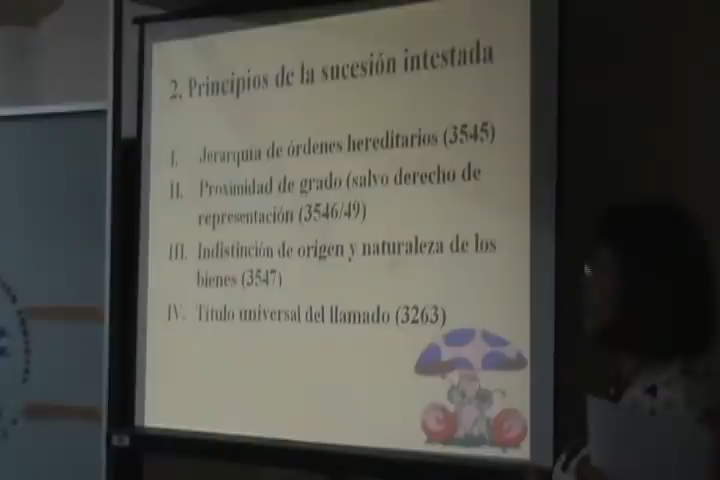 2. Principios de la sucesión intestada
I. Jerarquía de órdenes hereditarios (3545)
II. Proximidad de grado (salvo derecho de
representación (3546/49)
III. Indistinción de origen y naturaleza de los
bienes (3547)
IV. Título universal del llamado (3263)